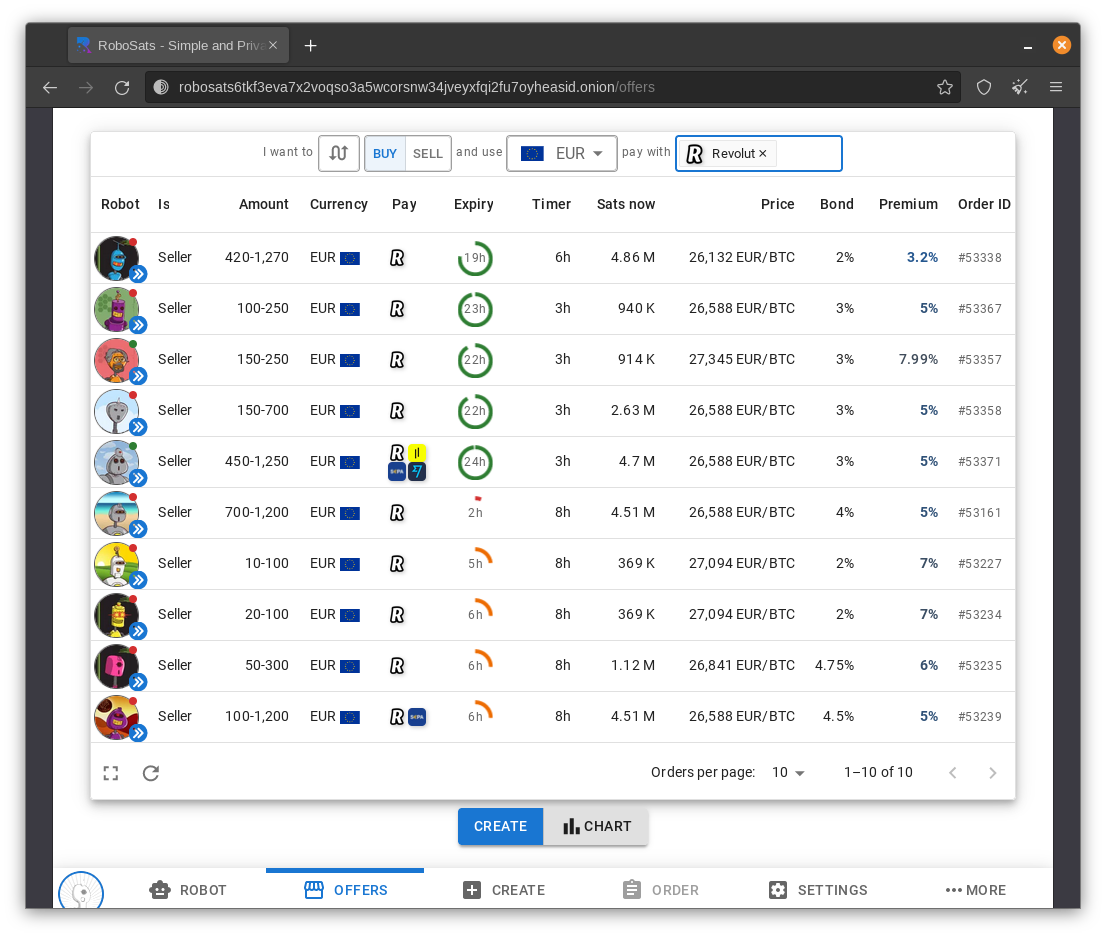 RoboSats - Simple and Priva
robosats6tkf3eva7x2voqso3a5wcorsnw34jveyxfqi2fu7oyheasid.onion/offers
I want to BUY SELL and use EUR pay with R Revolut
Robot Is Amount Currency Pay Expiry Timer Sats now Price Bond Premium Order ID
Seller 420-1,270 EUR R 19h 6h 4.86 M 26,132 EUR/BTC 2% 3.2% #53338
Seller 100-250 EUR R 23h 3h 940 K 26,588 EUR/BTC 3% 5% #53367
Seller 150-250 EUR R 22h 3h 914 K 27,345 EUR/BTC 3% 7.99% #53357
Seller 150-700 EUR R 22h 3h 2.63 M 26,588 EUR/BTC 3% 5% #53358
Seller 450-1,250 EUR R SEPA 24h 3h 4.7 M 26,588 EUR/BTC 3% 5% #53371
Seller 700-1,200 EUR R 2h 8h 4.51 M 26,588 EUR/BTC 4% 5% #53161
Seller 10-100 EUR R 5h 8h 369 K 27,094 EUR/BTC 2% 7% #53227
Seller 20-100 EUR R 6h 8h 369 K 27,094 EUR/BTC 2% 7% #53234
Seller 50-300 EUR R 6h 8h 1.12 M 26,841 EUR/BTC 4.75% 6% #53235
Seller 100-1,200 EUR R SEPA 6h 8h 4.51 M 26,588 EUR/BTC 4.5% 5% #53239
Orders per page: 10 1–10 of 10
CREATE CHART
ROBOT OFFERS CREATE ORDER SETTINGS MORE